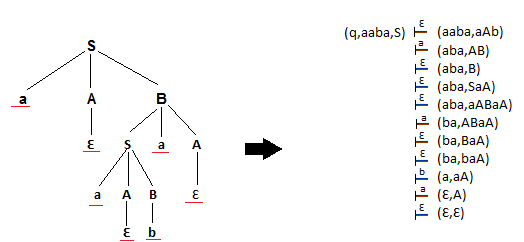 S
a A B
Ɛ S a A
a A B Ɛ
Ɛ b
(q,aaba,S) Ɛ (aaba,aAb)
a (aba,AB)
Ɛ (aba,B)
Ɛ (aba,SaA)
Ɛ (aba,aABaA)
a (ba,ABaA)
Ɛ (ba,BaA)
Ɛ (ba,baA)
b (a,aA)
a (Ɛ,A)
Ɛ (Ɛ,Ɛ)